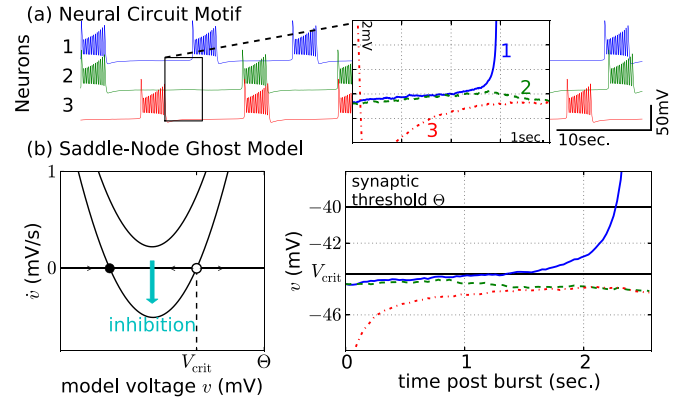 (a) Neural Circuit Motif
Neurons
1
2
3
2mV
1
2
3
1sec.
10sec.
50mV
(b) Saddle-Node Ghost Model
v̇ (mV/s)
1
0
inhibition
V_crit
Θ
model voltage v (mV)
synaptic
threshold Θ
v (mV)
−40
−42
V_crit
−46
0
1
2
time post burst (sec.)